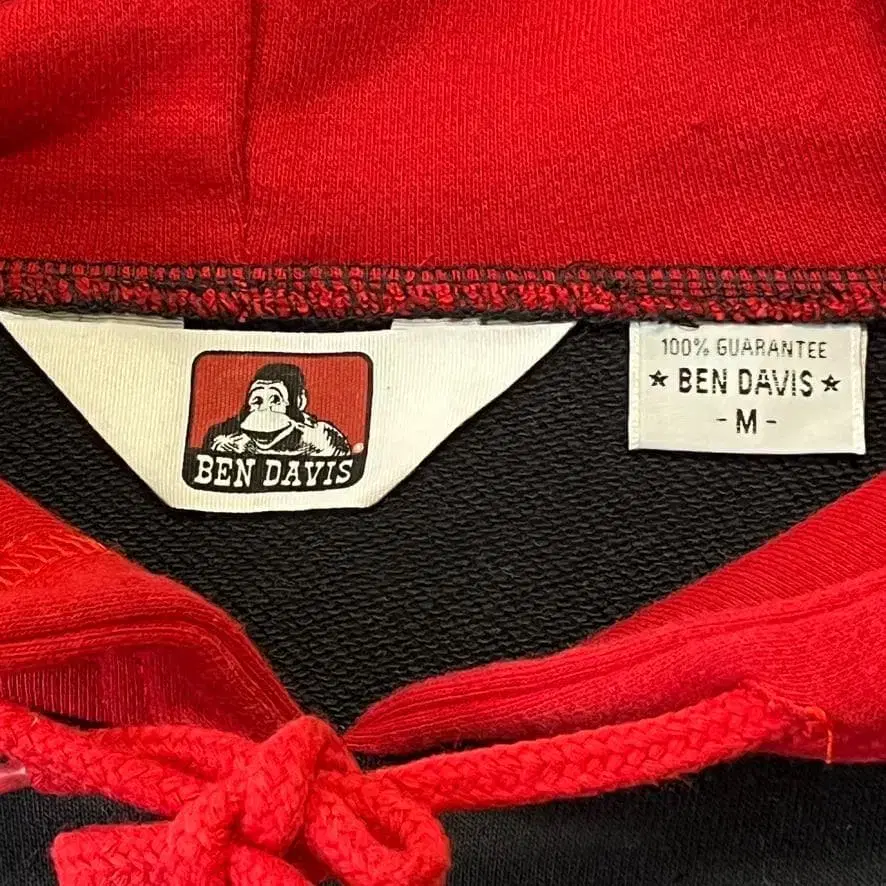 BEN DAVIS
®
100% GUARANTEE
★ BEN DAVIS ★
- M -